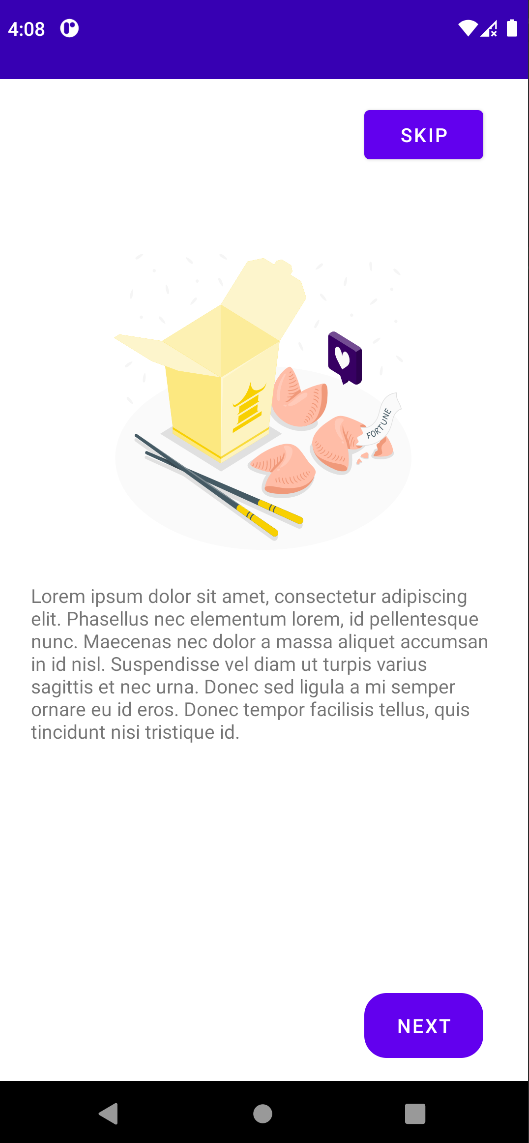 4:08
SKIP
FORTUNE
Lorem ipsum dolor sit amet, consectetur adipiscing
elit. Phasellus nec elementum lorem, id pellentesque
nunc. Maecenas nec dolor a massa aliquet accumsan
in id nisl. Suspendisse vel diam ut turpis varius
sagittis et nec urna. Donec sed ligula a mi semper
ornare eu id eros. Donec tempor facilisis tellus, quis
tincidunt nisi tristique id.
NEXT